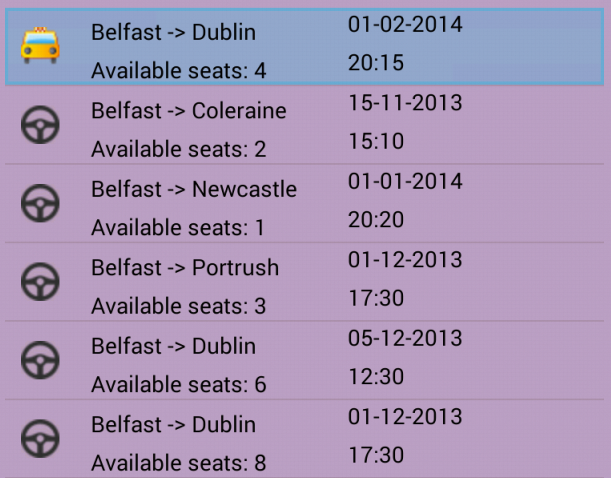 Belfast -> Dublin 01-02-2014
Available seats: 4 20:15
Belfast -> Coleraine 15-11-2013
Available seats: 2 15:10
Belfast -> Newcastle 01-01-2014
Available seats: 1 20:20
Belfast -> Portrush 01-12-2013
Available seats: 3 17:30
Belfast -> Dublin 05-12-2013
Available seats: 6 12:30
Belfast -> Dublin 01-12-2013
Available seats: 8 17:30